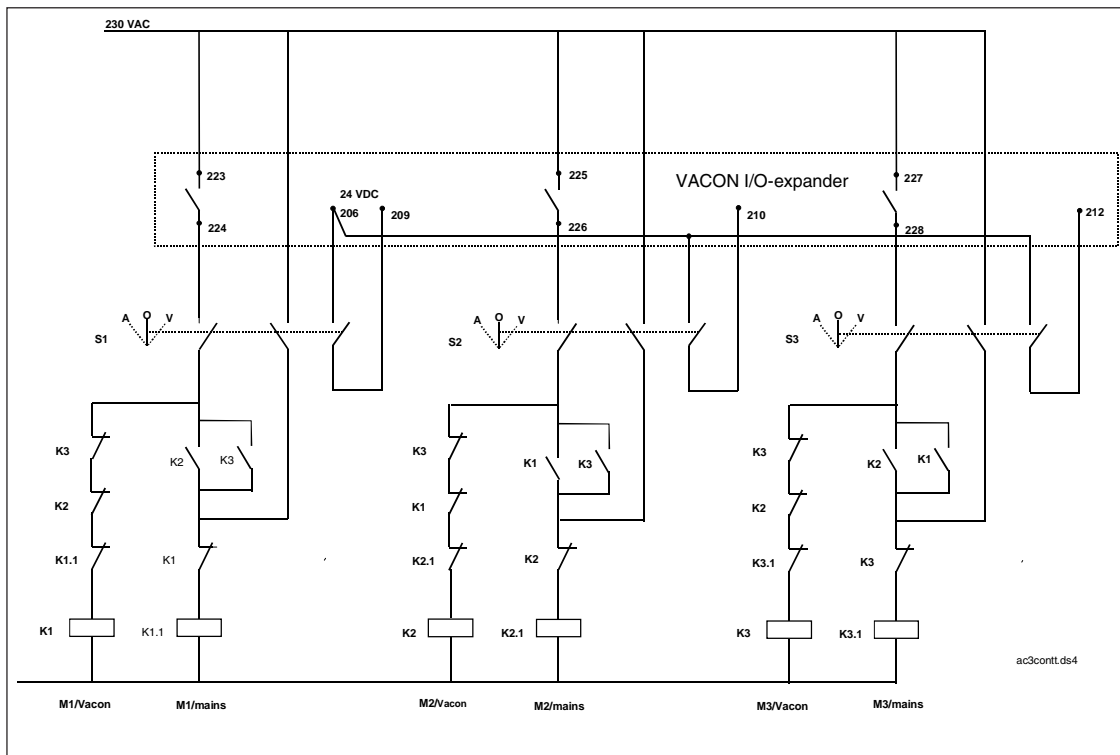 230 VAC
223
225
VACON I/O-expander
227
24 VDC
206
209
210
212
224
226
228
A O V
S1
A O V
S2
A O V
S3
K3
K2
K3
K3
K1
K3
K3
K2
K1
K2
K1
K2
K1.1
K1
K2.1
K2
K3.1
K3
K1
K1.1
K2
K2.1
K3
K3.1
ac3contt.ds4
M1/Vacon
M1/mains
M2/Vacon
M2/mains
M3/Vacon
M3/mains